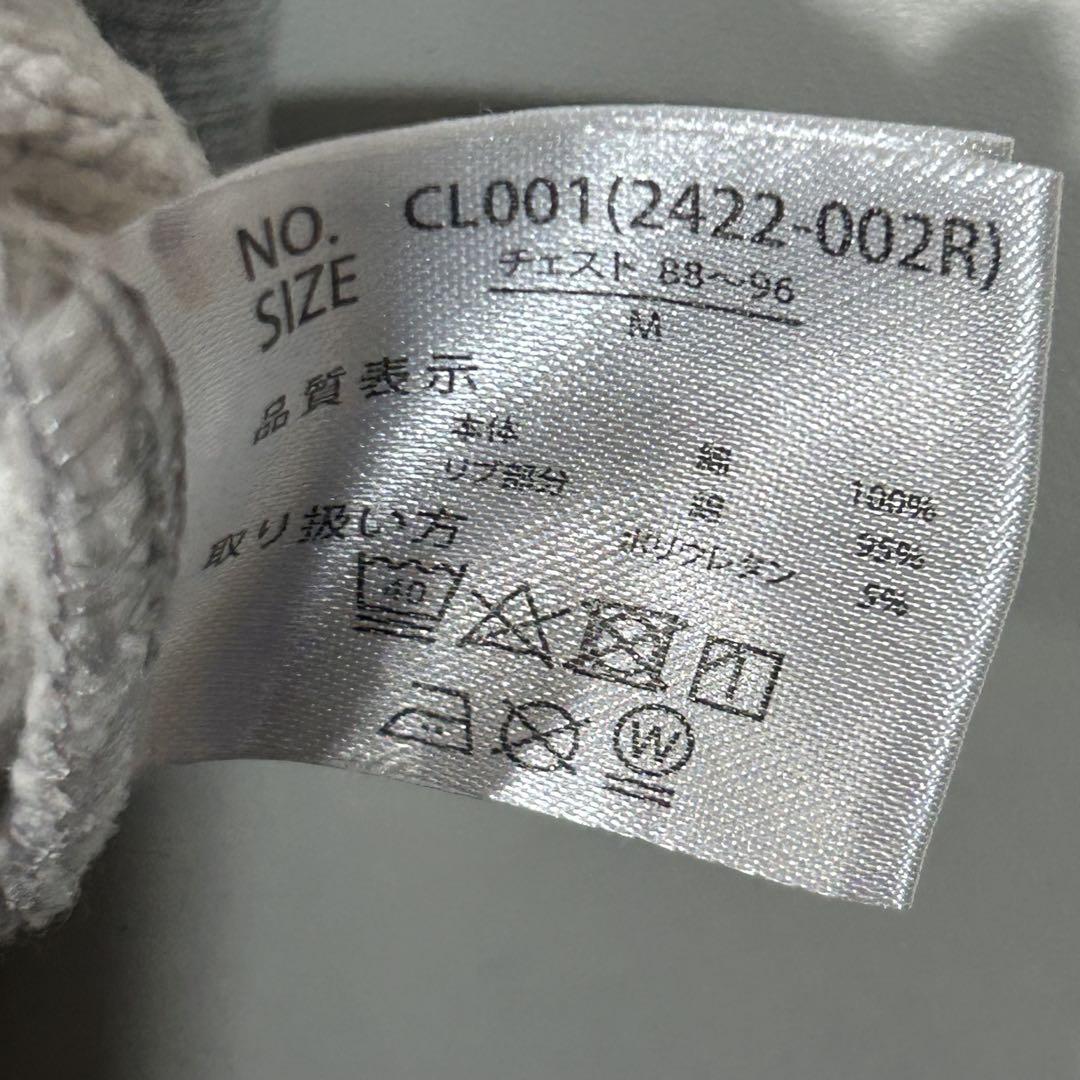 NO. CL001(2422-002R)
SIZE チェスト 88〜96
M
品質表示
本体 綿 100%
リブ部分 綿 95%
ポリウレタン 5%
取り扱い方
40
W